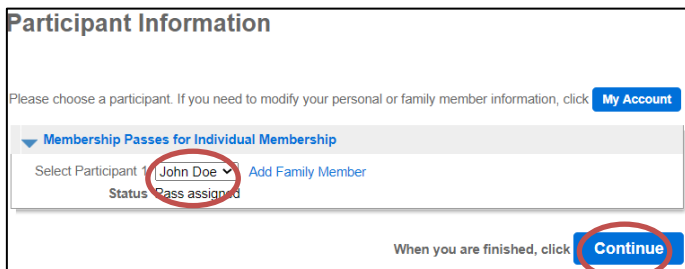 Participant Information
Please choose a participant. If you need to modify your personal or family member information, click My Account
Membership Passes for Individual Membership
Select Participant 1 John Doe Add Family Member
Status Pass assigned
When you are finished, click Continue